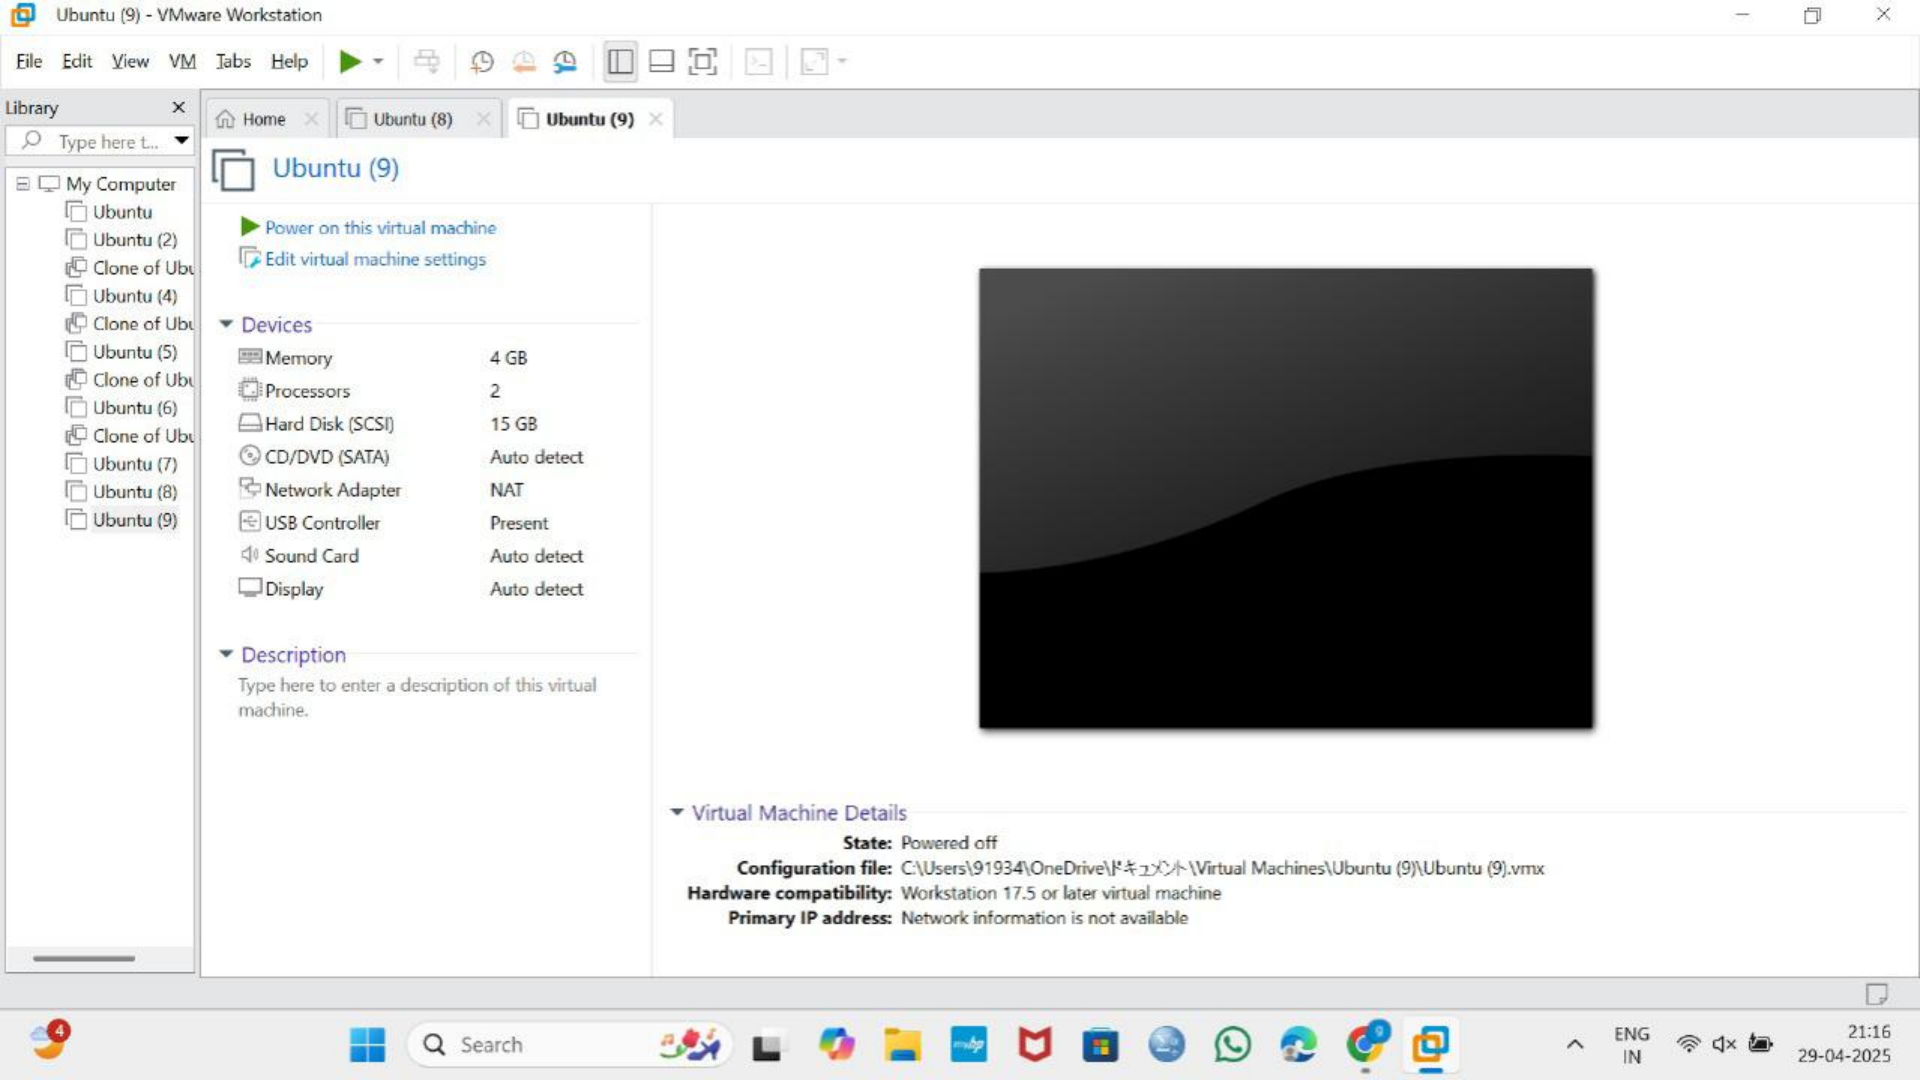 Ubuntu (9) - VMware Workstation
File Edit View VM Tabs Help
Library
Type here t...
Home
Ubuntu (8)
Ubuntu (9)
My Computer
Ubuntu
Ubuntu (2)
Clone of Ubu
Ubuntu (4)
Clone of Ubu
Ubuntu (5)
Clone of Ubu
Ubuntu (6)
Clone of Ubu
Ubuntu (7)
Ubuntu (8)
Ubuntu (9)
Ubuntu (9)
Power on this virtual machine
Edit virtual machine settings
Devices
Memory 4 GB
Processors 2
Hard Disk (SCSI) 15 GB
CD/DVD (SATA) Auto detect
Network Adapter NAT
USB Controller Present
Sound Card Auto detect
Display Auto detect
Description
Type here to enter a description of this virtual
machine.
Virtual Machine Details
State: Powered off
Configuration file: C:\Users\91934\OneDrive\ドキュメント\Virtual Machines\Ubuntu (9)\Ubuntu (9).vmx
Hardware compatibility: Workstation 17.5 or later virtual machine
Primary IP address: Network information is not available
4
Search
myhp
9
ENG
IN
21:16
29-04-2025